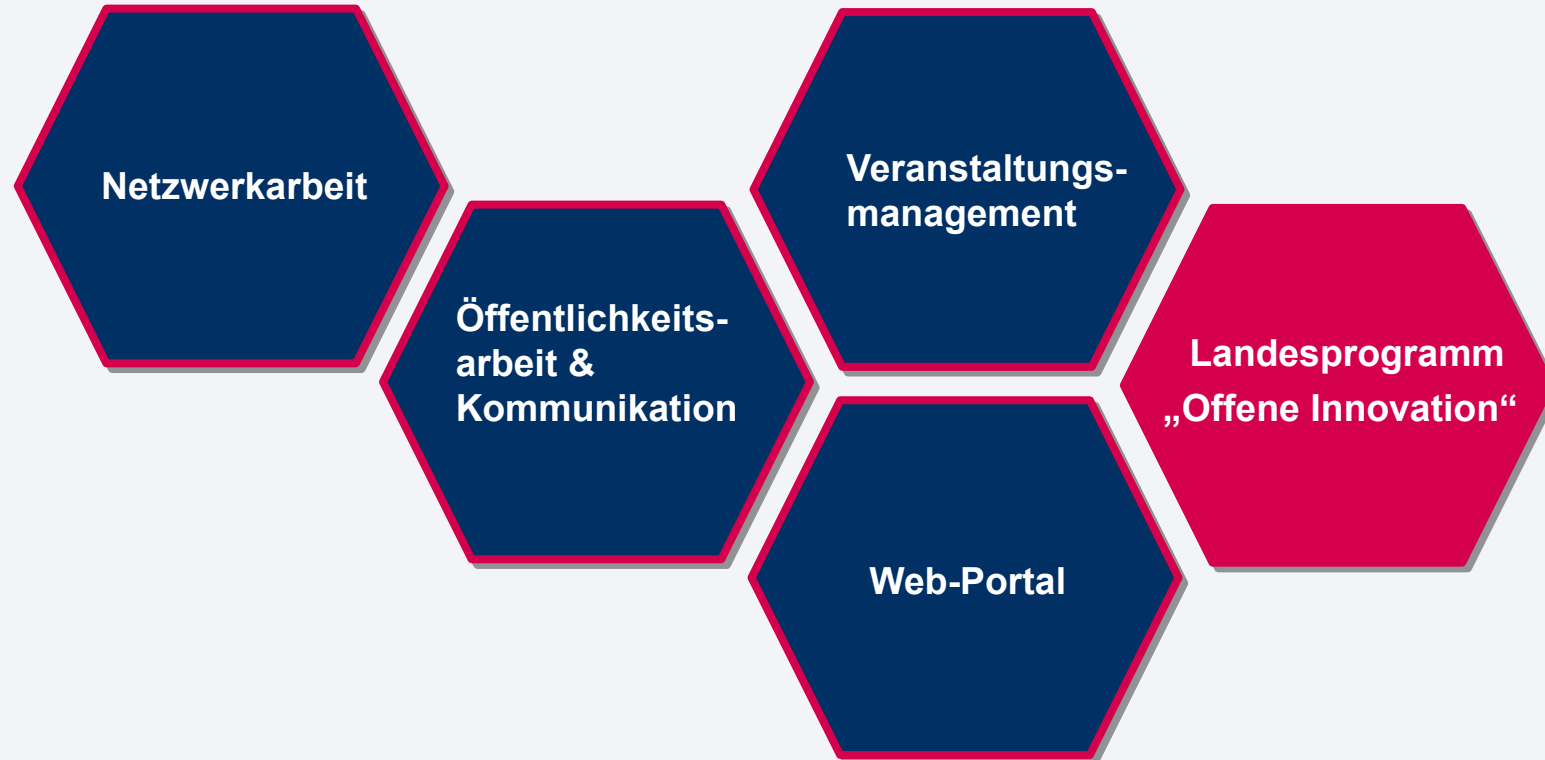 Netzwerkarbeit
Öffentlichkeits-
arbeit &
Kommunikation
Veranstaltungs-
management
Web-Portal
Landesprogramm
„Offene Innovation“